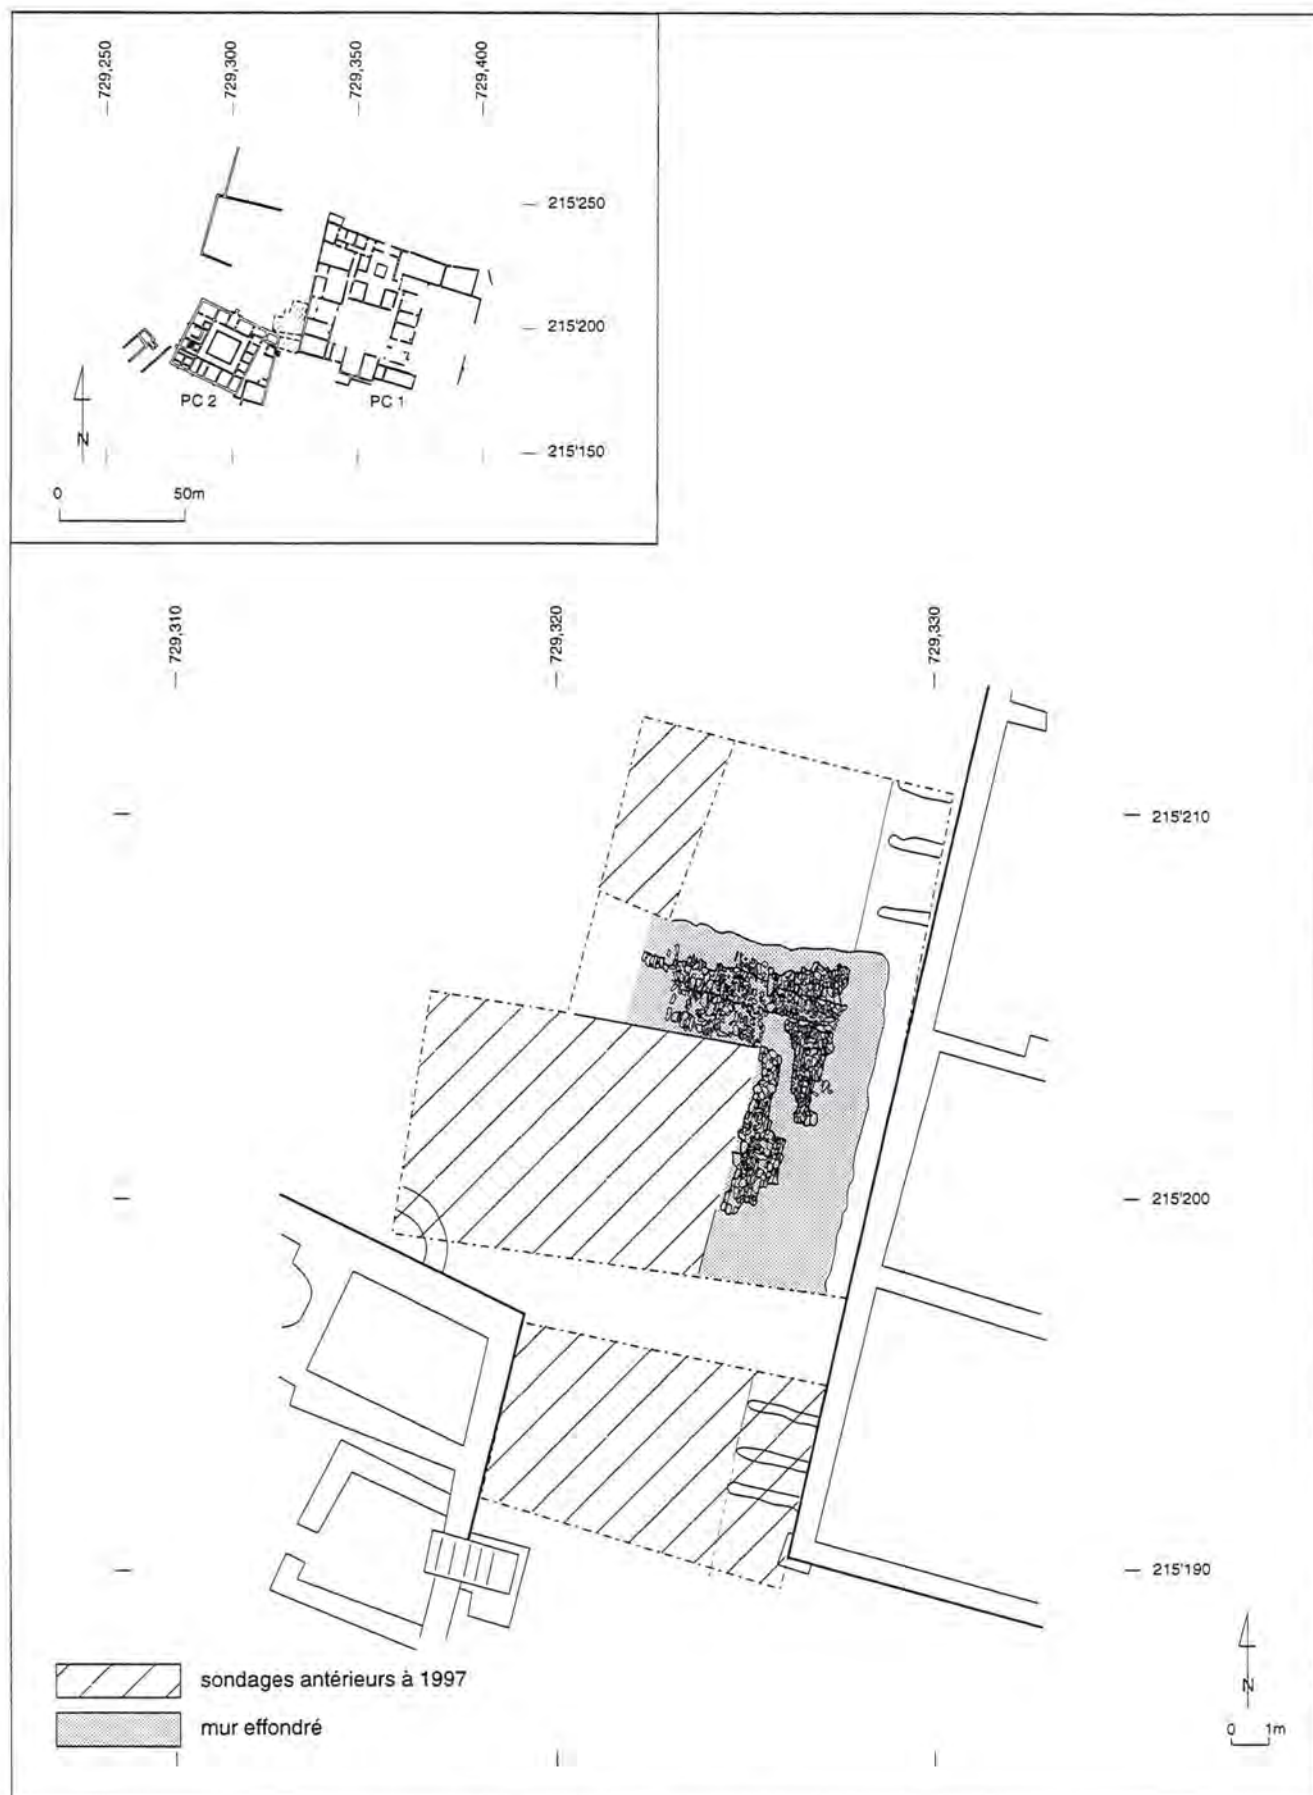 729,250
729,300
729,350
729,400
215'250
215'200
215'150
PC 2
PC 1
N
0 50m
729,310
729,320
729,330
215'210
215'200
215'190
sondages antérieurs à 1997
mur effondré
N
0 1m